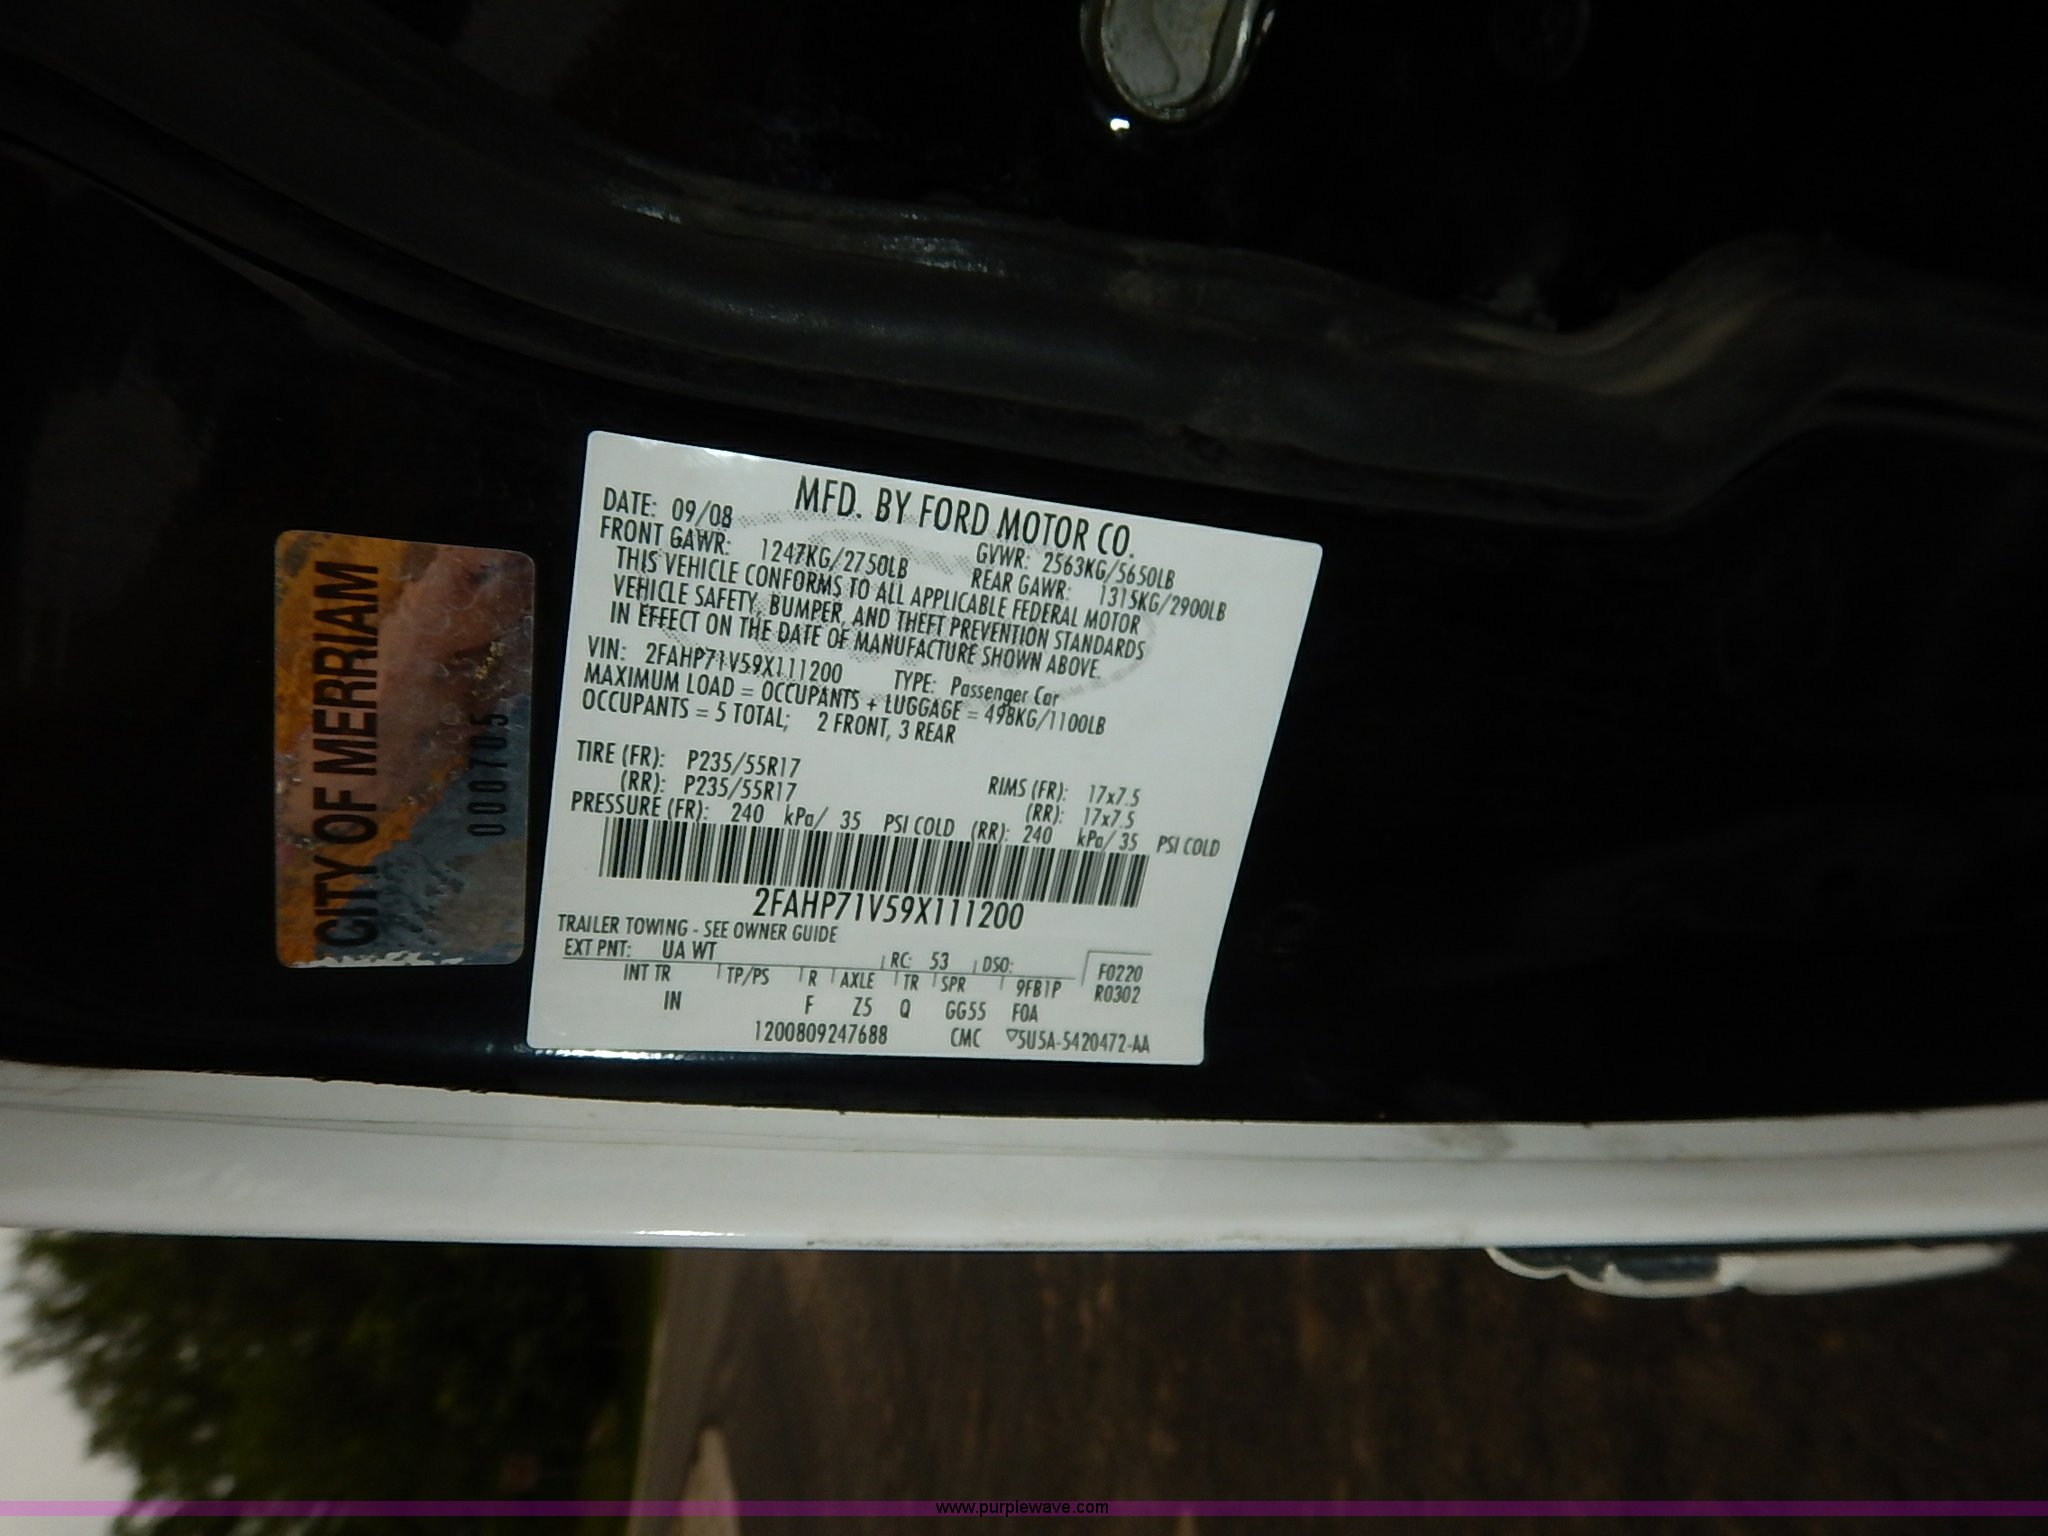 MFD. BY FORD MOTOR CO.
DATE: 09/08 GVWR: 2563KG/5650LB
FRONT GAWR: 1247KG/2750LB REAR GAWR: 1315KG/2900LB
THIS VEHICLE CONFORMS TO ALL APPLICABLE FEDERAL MOTOR
VEHICLE SAFETY, BUMPER, AND THEFT PREVENTION STANDARDS
IN EFFECT ON THE DATE OF MANUFACTURE SHOWN ABOVE.
VIN: 2FAHP71V59X111200 TYPE: Passenger Car
MAXIMUM LOAD = OCCUPANTS + LUGGAGE = 498KG/1100LB
OCCUPANTS = 5 TOTAL; 2 FRONT, 3 REAR
TIRE (FR): P235/55R17 RIMS (FR): 17x7.5
(RR): P235/55R17 (RR): 17x7.5
PRESSURE (FR): 240 kPa/ 35 PSI COLD (RR): 240 kPa/ 35 PSI COLD
2FAHP71V59X111200
TRAILER TOWING - SEE OWNER GUIDE
EXT PNT: UA WT RC: 53 DSO: F0220
INT TR TP/PS R AXLE TR SPR 9FB1P R0302
IN F Z5 Q GG55 FOA
1200809247688 CMC ▽5U5A-5420472-AA
CITY OF MERRIAM
000705
www.purplewave.com